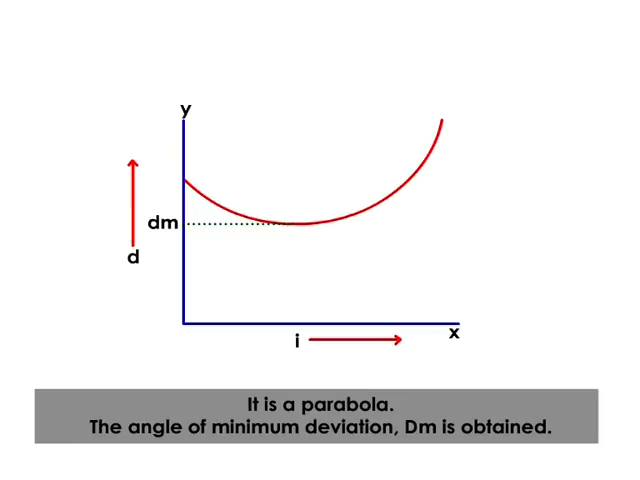 y
dm
d
x
i
It is a parabola.
The angle of minimum deviation, Dm is obtained.